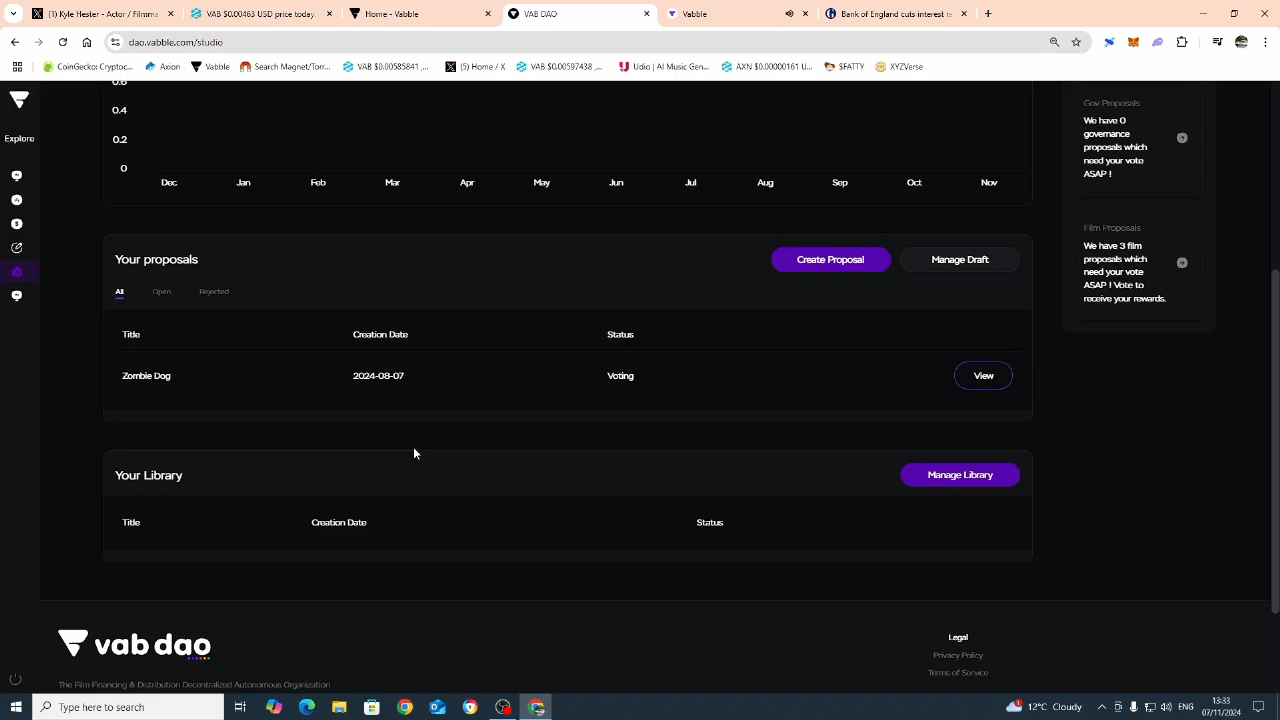 (1) Kyle Hester - Actor / Filmms
VAB $0.00463 USD price today.
Home - Vabble
VAB DAO
Vabble
Bank of England cuts interest r
dao.vabble.com/studio
CoinGecko: Cryptoc...
Axion
Vabble
Search Magnet/Torr...
VAB $0.00585841 ,...
(5) Home / X
VAB $0.00597438 ,...
Udio | AI Music Gen...
AXN $0.00000161 U...
$FATTY
XYZVerse
Explore
0.6
0.4
0.2
0
Dec Jan Feb Mar Apr May Jun Jul Aug Sep Oct Nov
Gov Proposals
We have 0
governance
proposals which
need your vote
ASAP !
Film Proposals
We have 3 film
proposals which
need your vote
ASAP ! Vote to
receive your rewards.
Your proposals
Create Proposal
Manage Draft
All Open Rejected
Title Creation Date Status
Zombie Dog 2024-08-07 Voting View
Your Library
Manage Library
Title Creation Date Status
vab dao
The Film Financing & Distribution Decentralized Autonomous Organization
Legal
Privacy Policy
Terms of Service
Type here to search
12°C Cloudy
ENG
13:33
07/11/2024